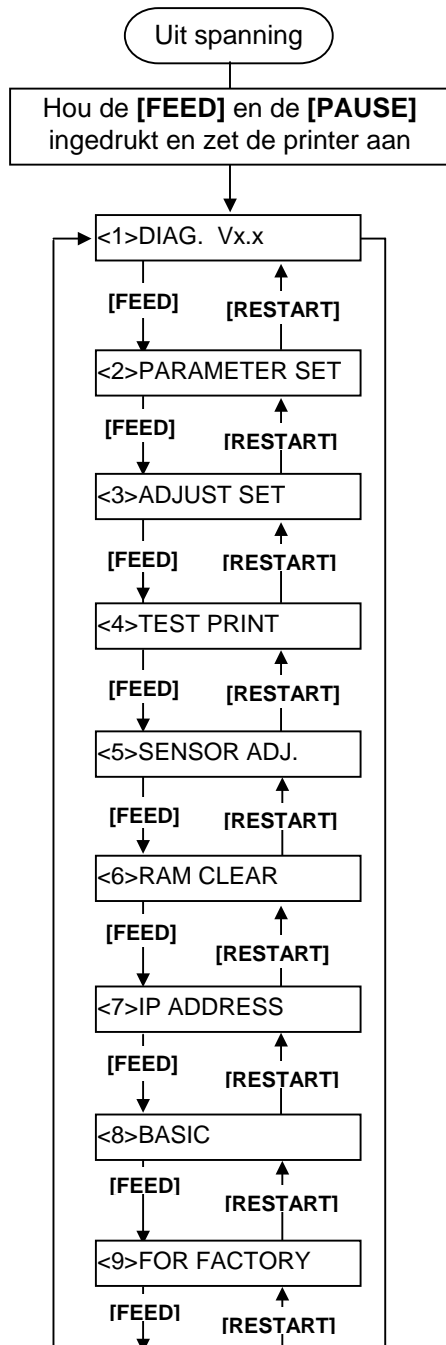 Uit spanning
Hou de [FEED] en de [PAUSE]
ingedrukt en zet de printer aan
<1>DIAG. Vx.x
[FEED] [RESTART]
<2>PARAMETER SET
[FEED] [RESTART]
<3>ADJUST SET
[FEED] [RESTART]
<4>TEST PRINT
[FEED] [RESTART]
<5>SENSOR ADJ.
[FEED] [RESTART]
<6>RAM CLEAR
[FEED] [RESTART]
<7>IP ADDRESS
[FEED] [RESTART]
<8>BASIC
[FEED] [RESTART]
<9>FOR FACTORY
[FEED] [RESTART]